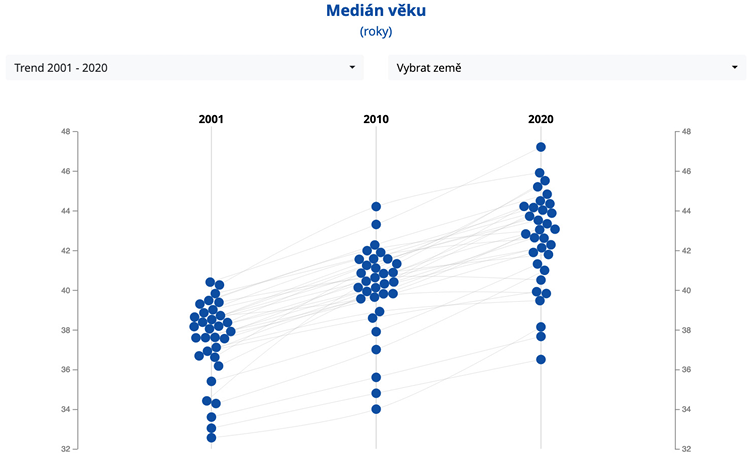 Medián věku
(roky)
Trend 2001 - 2020
Vybrat země
2001 2010 2020
48 48
46 46
44 44
42 42
40 40
38 38
36 36
34 34
32 32